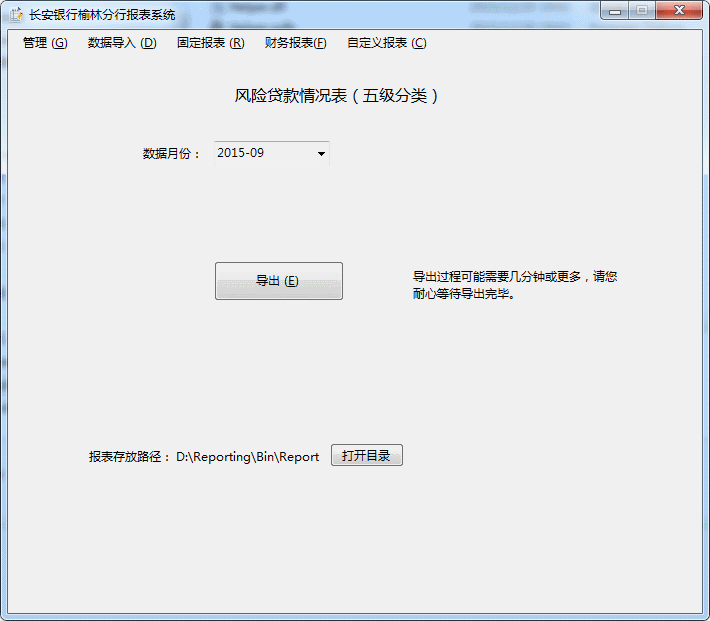 长安银行榆林分行报表系统
管理 (G) 数据导入 (D) 固定报表 (R) 财务报表(F) 自定义报表 (C)
风险贷款情况表（五级分类）
数据月份： 2015-09
导出 (E)
导出过程可能需要几分钟或更多，请您
耐心等待导出完毕。
报表存放路径： D:\Reporting\Bin\Report 打开目录